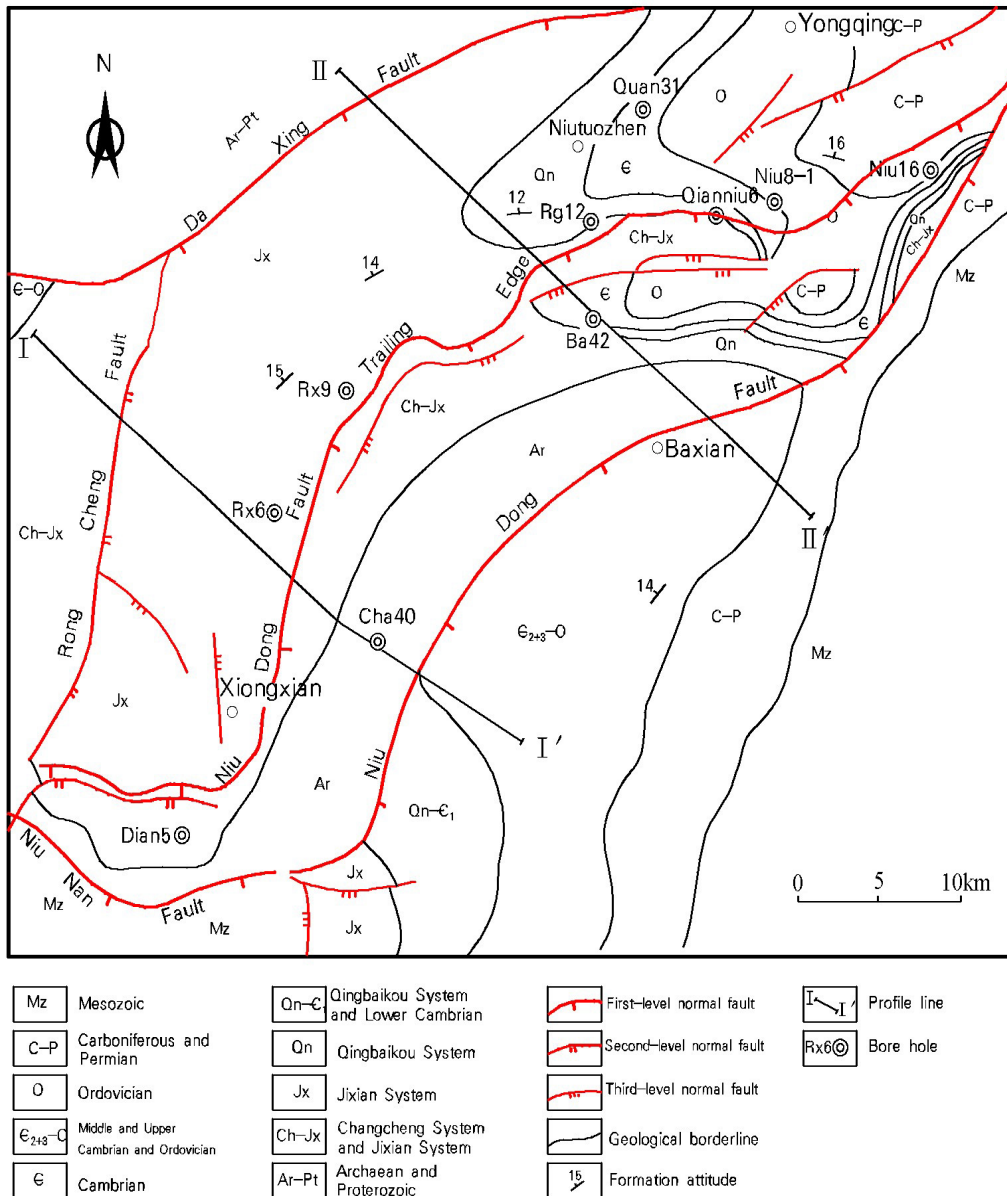 N
Yongqing
C-P
Fault
II
Quan31
O
Xing
Ar-Pt
C-P
Niutuozhen
16
Є
Niu8-1
Niu16
Qn
12
Qianniu6
C-P
Da
Rg12
O
Qn
Ch-Jx
Ch-Jx
Jx
Mz
14
Edge
Є-O
Є
O
C-P
Є
I
Ba42
Qn
Fault
Trailing
15
Rx9
Fault
Ch-Jx
Ar
Baxian
Cheng
Rx6
Fault
Dong
II'
Ch-Jx
14
C-P
Cha40
Є2+3-O
Rong
Dong
Mz
Xiongxian
Jx
I'
Niu
Niu
Ar
Qn-Є1
Dian5
Niu
Jx
0 5 10km
Nan
Mz
Fault
Mz
Jx
Mz Mesozoic
C-P Carboniferous and
Permian
O Ordovician
Є2+3-O Middle and Upper
Cambrian and Ordovician
Є Cambrian
Qn-Є1 Qingbaikou System
and Lower Cambrian
Qn Qingbaikou System
Jx Jixian System
Ch-Jx Changcheng System
and Jixian System
Ar-Pt Archaean and
Proterozoic
First-level normal fault
Second-level normal fault
Third-level normal fault
Geological borderline
15 Formation attitude
I I' Profile line
Rx6 Bore hole